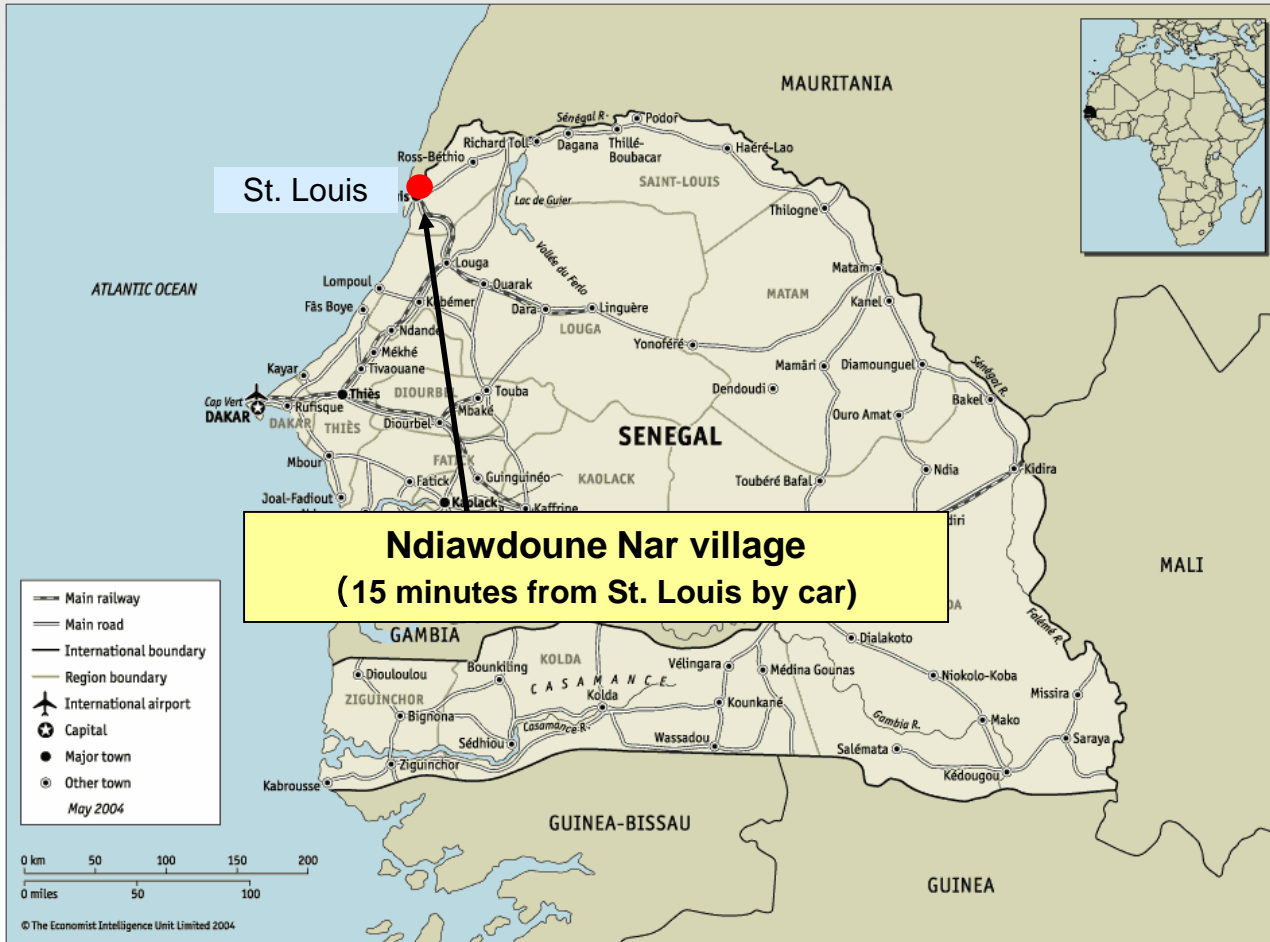 MAURITANIA
Sénégal R.
Podor
Richard Toll
Dagana
Thillé-
Boubacar
Haéré-Lao
Ross-Béthio
St. Louis
SAINT-LOUIS
Lac de Guier
Thilogne
Vallée du Ferlo
Louga
Matam
ATLANTIC OCEAN
Lompoul
Ouarak
MATAM
Kanel
Fâs Boye
Kébémer
Dara
Linguère
LOUGA
Ndande
Yonoféré
Mékhé
Mamâri
Diamounguel
Sénégal R.
Kayar
Tivaouane
Dendoudi
Cap Vert
DAKAR
Thiès
DIOURBEL
Touba
Bakel
Rufisque
Mbaké
Ouro Amat
DAKAR
THIÈS
Diourbel
SENEGAL
Mbour
FATICK
Guinguinéo
KAOLACK
Toubéré Bafal
Ndia
Kidira
Fatick
Joal-Fadiout
Kaolack
Kaffrine
Ndiawdoune Nar village
(15 minutes from St. Louis by car)
MALI
Falémé R.
GAMBIA
Dialakoto
KOLDA
Vélingara
Médina Gounas
Niokolo-Koba
Diouloulou
Bounkiling
CASAMANCE
Missira
ZIGUINCHOR
Kolda
Kounkané
Bignona
Casamance R.
Gambia R.
Mako
Sédhiou
Wassadou
Salémata
Saraya
Ziguinchor
Kédougou
Kabrousse
GUINEA-BISSAU
GUINEA
Main railway
Main road
International boundary
Region boundary
International airport
Capital
Major town
Other town
May 2004
0 km 50 100 150 200
0 miles 50 100
© The Economist Intelligence Unit Limited 2004